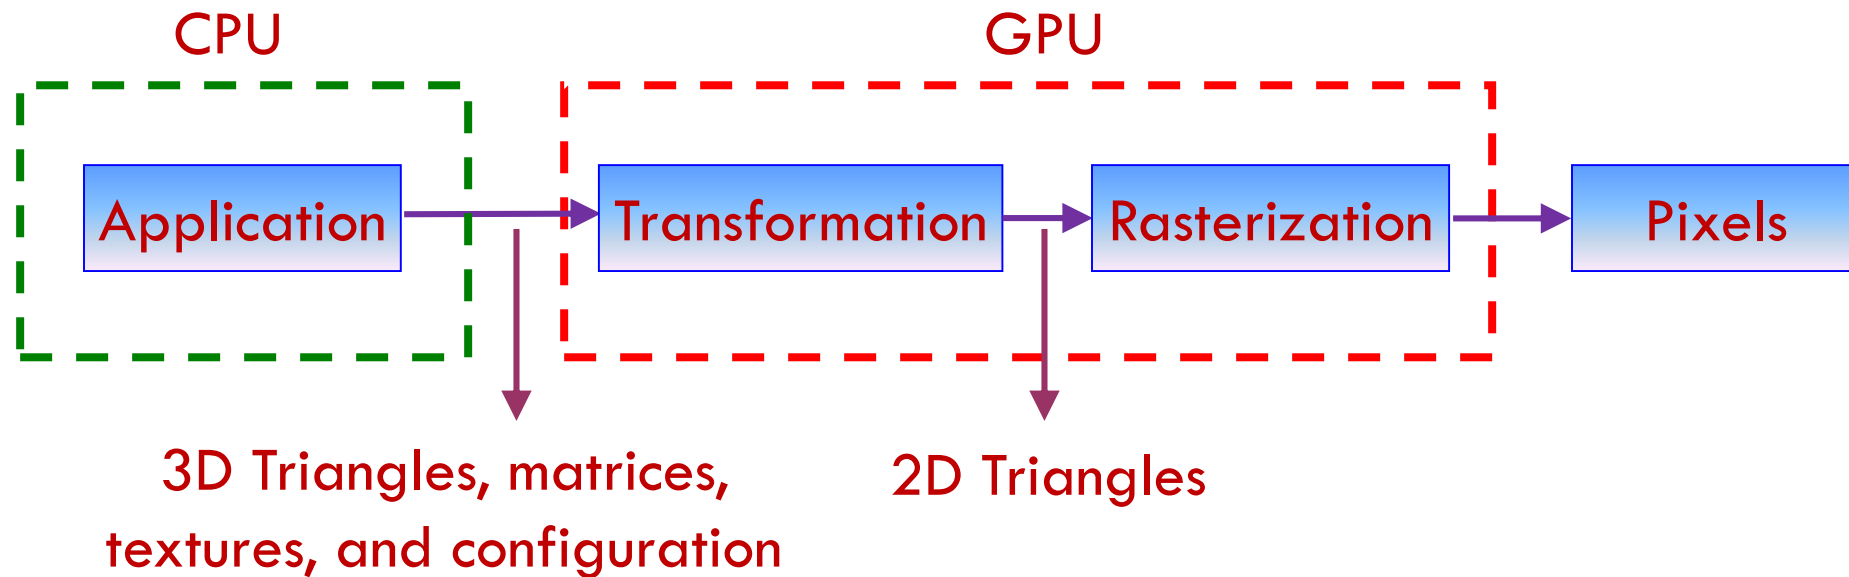 CPU
GPU
Application
Transformation
Rasterization
Pixels
3D Triangles, matrices,
textures, and configuration
2D Triangles